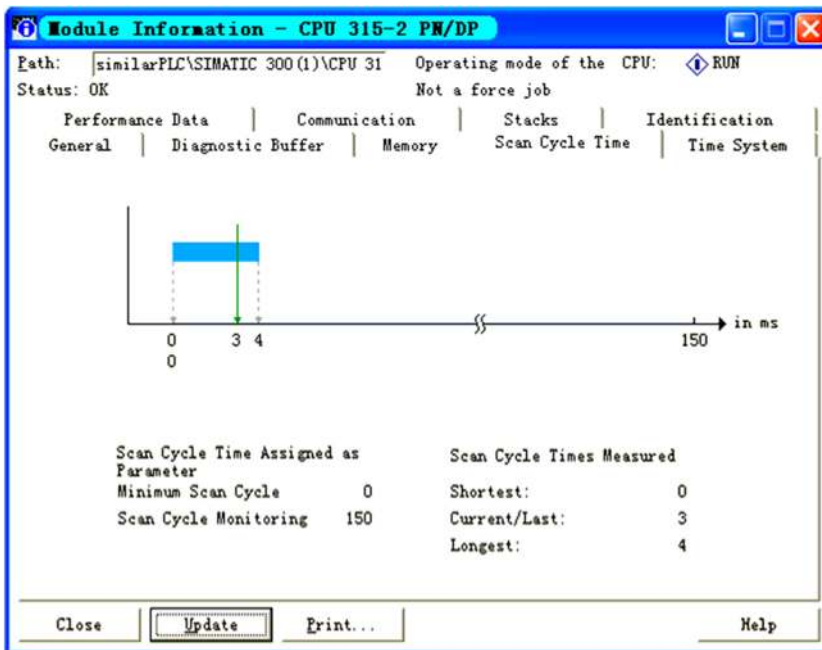 Module Information - CPU 315-2 PN/DP
Path: similarPLC\SIMATIC 300(1)\CPU 31 Operating mode of the CPU: RUN
Status: OK Not a force job
Performance Data Communication Stacks Identification
General Diagnostic Buffer Memory Scan Cycle Time Time System
in ms
0 3 4 150
0
Scan Cycle Time Assigned as
Parameter
Minimum Scan Cycle 0
Scan Cycle Monitoring 150
Scan Cycle Times Measured
Shortest: 0
Current/Last: 3
Longest: 4
Close Update Print... Help